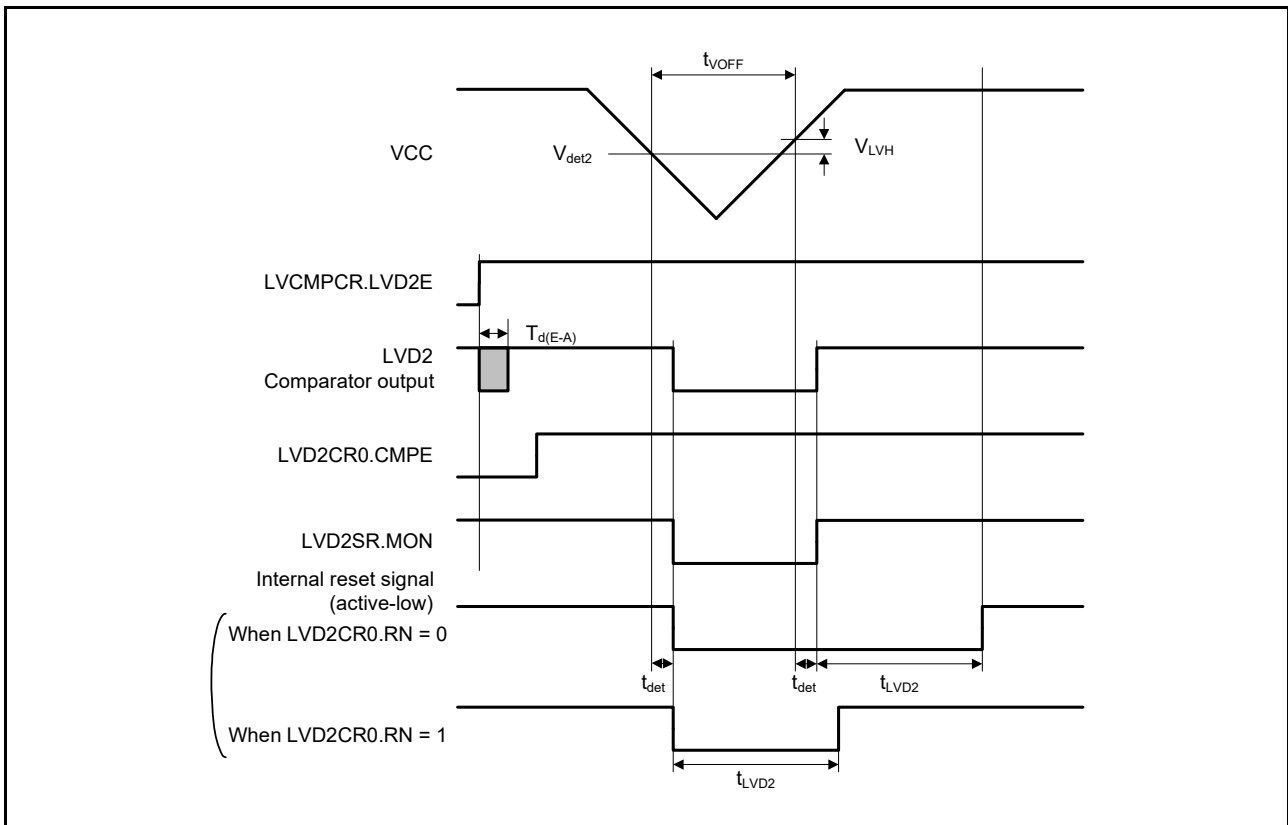 tVOFF
VCC
Vdet2
VLVH
LVCMPCR.LVD2E
Td(E-A)
LVD2
Comparator output
LVD2CR0.CMPE
LVD2SR.MON
Internal reset signal
(active-low)
When LVD2CR0.RN = 0
tdet
tdet
tLVD2
When LVD2CR0.RN = 1
tLVD2